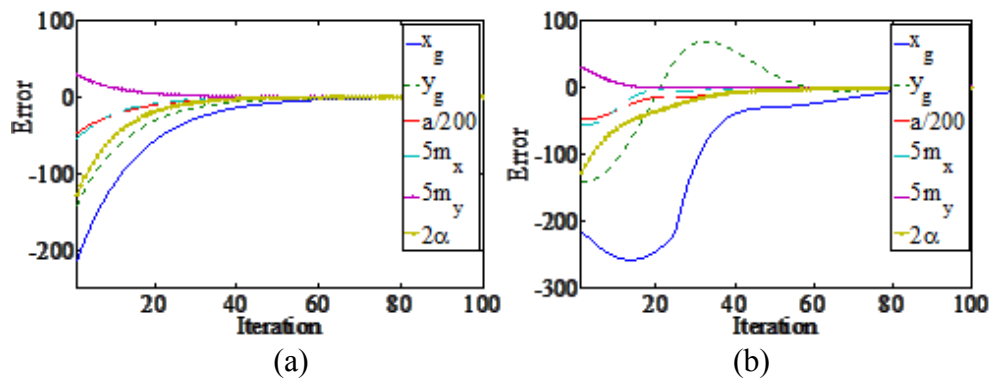 100
0
-100
-200
Error
20 40 60 80 100
Iteration
x_g
y_g
a/200
5m_x
5m_y
2α
(a)
100
0
-100
-200
-300
Error
20 40 60 80 100
Iteration
x_g
y_g
a/200
5m_x
5m_y
2α
(b)